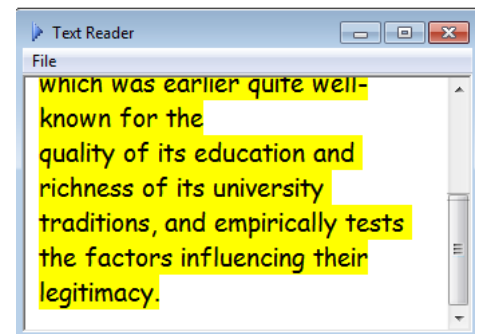 Text Reader
File
which was earlier quite well-
known for the
quality of its education and
richness of its university
traditions, and empirically tests
the factors influencing their
legitimacy.